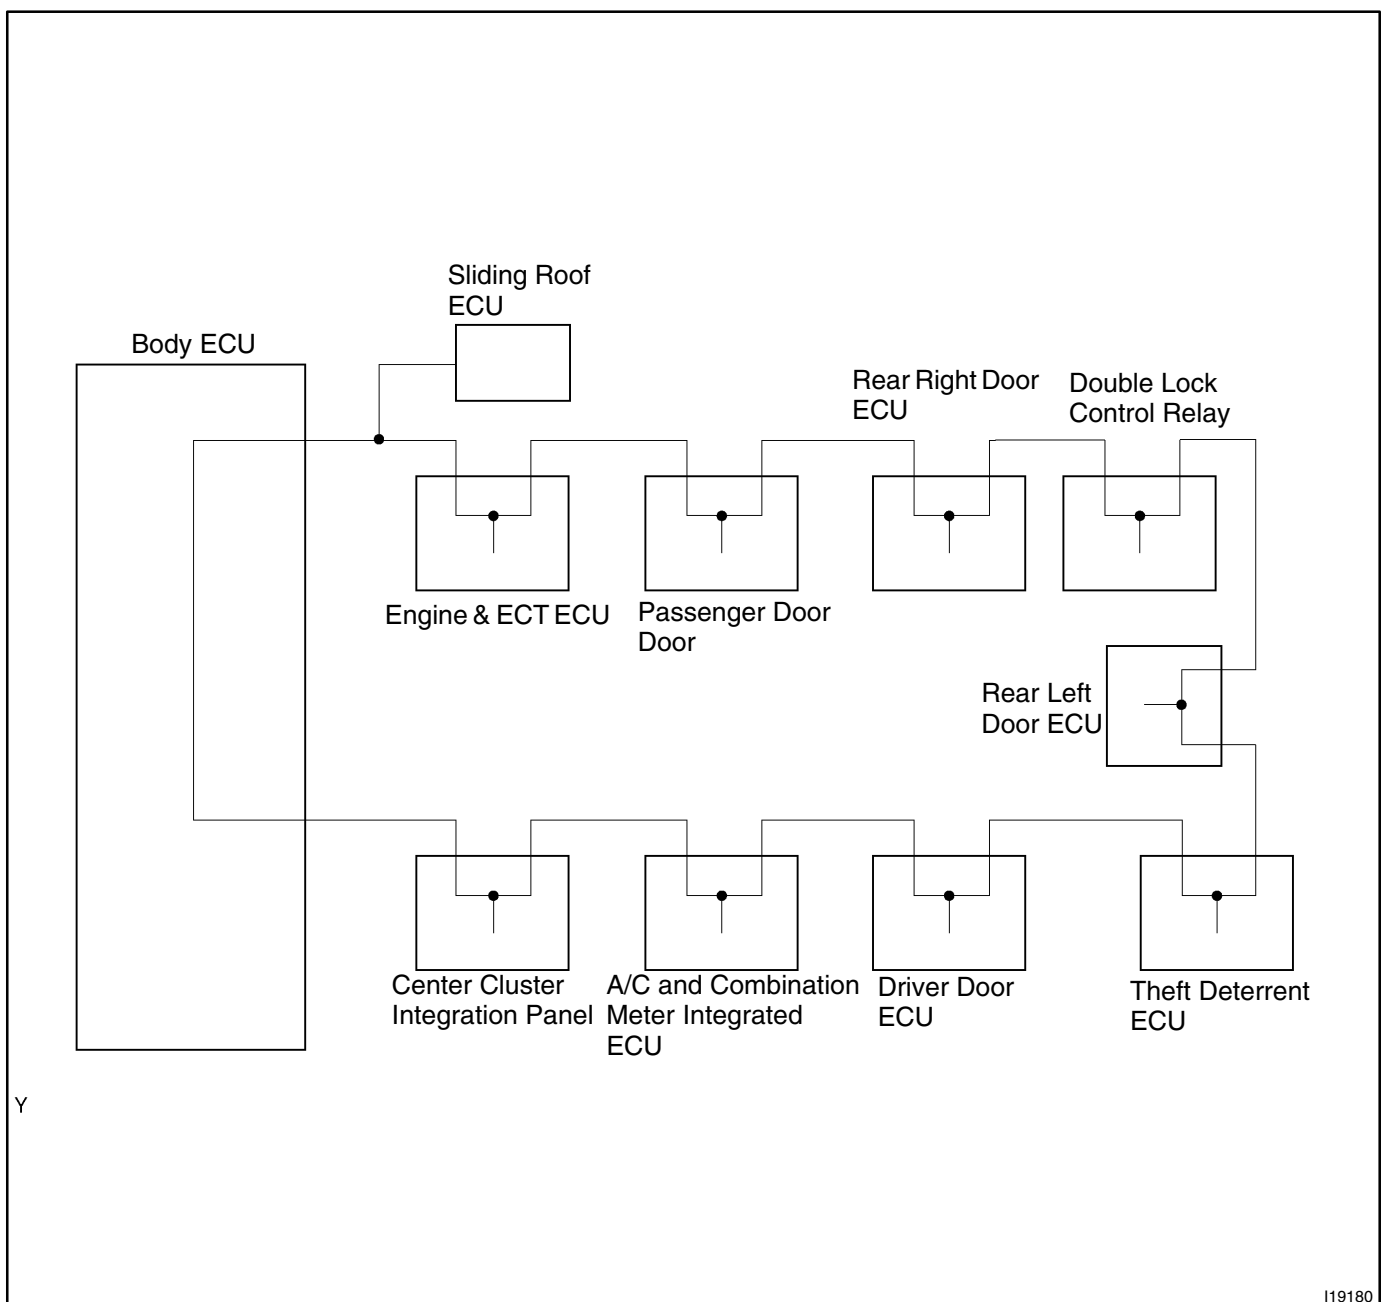 Sliding Roof
ECU
Body ECU
Rear Right Door
ECU
Double Lock
Control Relay
Engine & ECT ECU
Passenger Door
Door
Rear Left
Door ECU
Center Cluster
Integration Panel
A/C and Combination
Meter Integrated
ECU
Driver Door
ECU
Theft Deterrent
ECU
Y
I19180